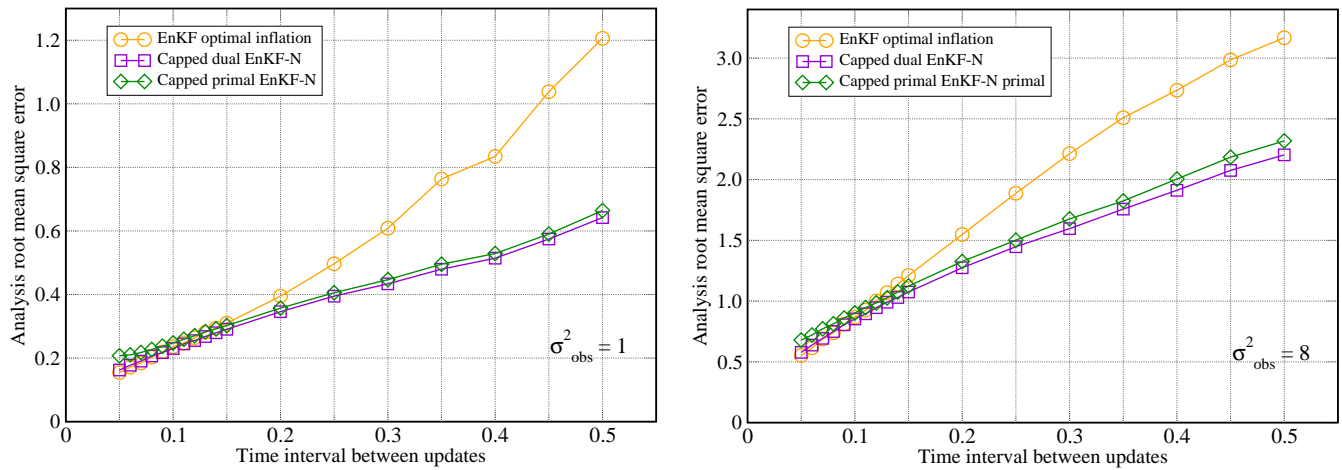 EnKF optimal inflation
Capped dual EnKF-N
Capped primal EnKF-N
Analysis root mean square error
1.2
1.0
0.8
0.6
0.4
0.2
0
σ²obs = 1
0 0.1 0.2 0.3 0.4 0.5
Time interval between updates
EnKF optimal inflation
Capped dual EnKF-N
Capped primal EnKF-N primal
Analysis root mean square error
3.0
2.5
2.0
1.5
1.0
0.5
0
σ²obs = 8
0 0.1 0.2 0.3 0.4 0.5
Time interval between updates